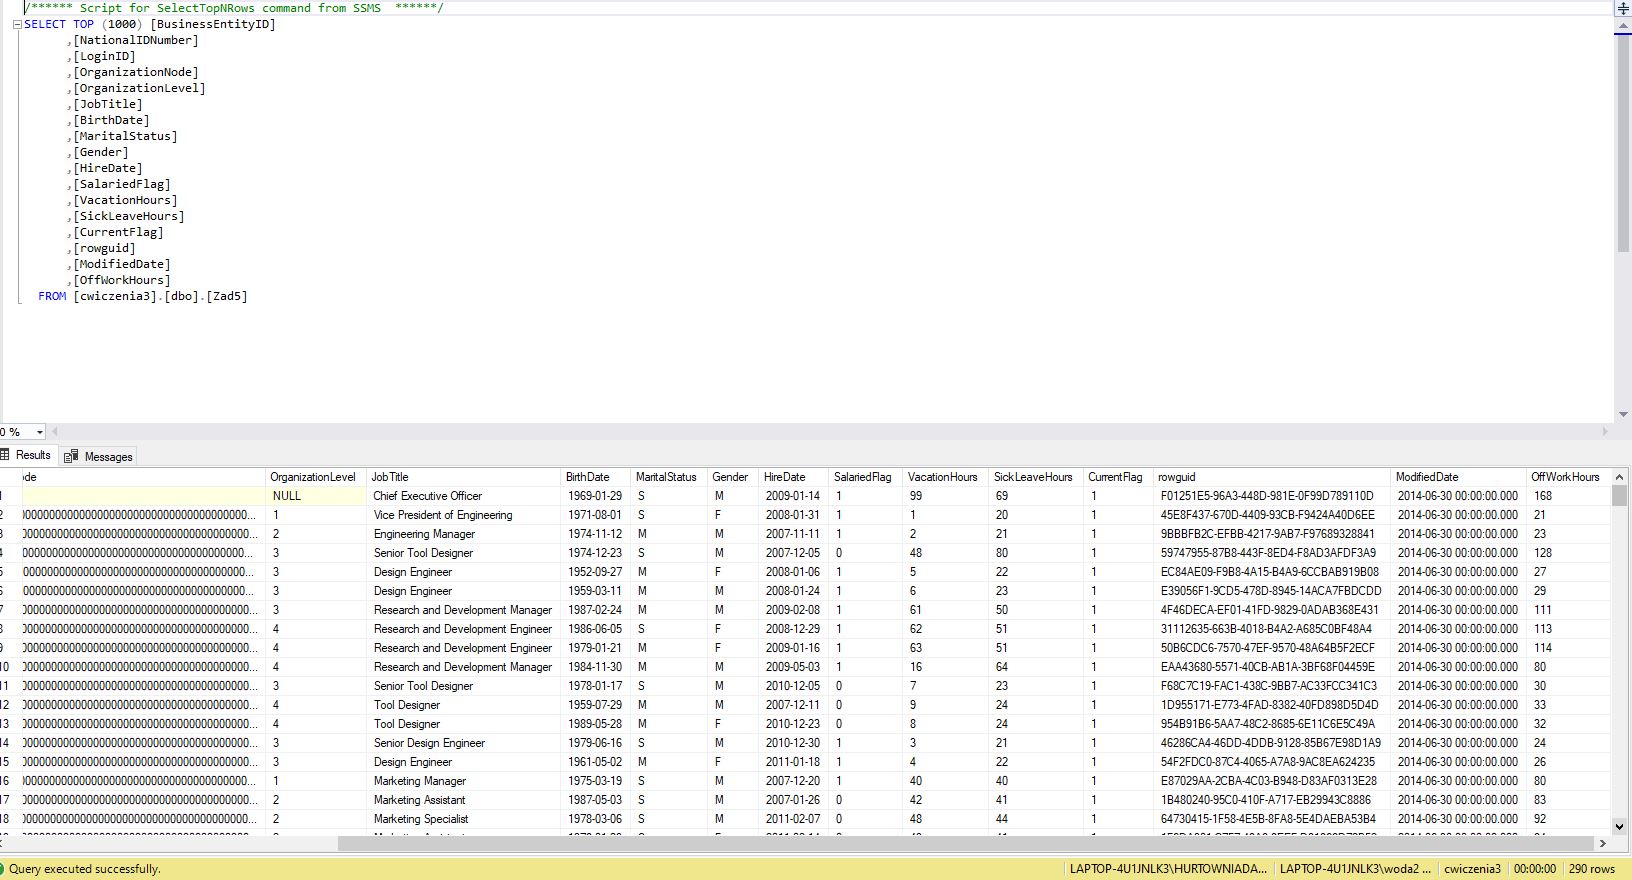 /****** Script for SelectTopNRows command from SSMS  ******/
SELECT TOP (1000) [BusinessEntityID]
,[NationalIDNumber]
,[LoginID]
,[OrganizationNode]
,[OrganizationLevel]
,[JobTitle]
,[BirthDate]
,[MaritalStatus]
,[Gender]
,[HireDate]
,[SalariedFlag]
,[VacationHours]
,[SickLeaveHours]
,[CurrentFlag]
,[rowguid]
,[ModifiedDate]
,[OffWorkHours]
FROM [cwiczenia3].[dbo].[Zad5]
0 %
Results Messages
de OrganizationLevel JobTitle BirthDate MaritalStatus Gender HireDate SalariedFlag VacationHours SickLeaveHours CurrentFlag rowguid ModifiedDate OffWorkHours
1 NULL Chief Executive Officer 1969-01-29 S M 2009-01-14 1 99 69 1 F01251E5-96A3-448D-981E-0F99D789110D 2014-06-30 00:00:00.000 168
2 1 Vice President of Engineering 1971-08-01 S F 2008-01-31 1 1 20 1 45E8F437-670D-4409-93CB-F9424A40D6EE 2014-06-30 00:00:00.000 21
3 2 Engineering Manager 1974-11-12 M M 2007-11-11 1 2 21 1 9BBBFB2C-EFBB-4217-9AB7-F97689328841 2014-06-30 00:00:00.000 23
4 3 Senior Tool Designer 1974-12-23 S M 2007-12-05 0 48 80 1 59747955-87B8-443F-8ED4-F8AD3AFDF3A9 2014-06-30 00:00:00.000 128
5 3 Design Engineer 1952-09-27 M F 2008-01-06 1 5 22 1 EC84AE09-F9B8-4A15-B4A9-6CCBAB919B08 2014-06-30 00:00:00.000 27
6 3 Design Engineer 1959-03-11 M M 2008-01-24 1 6 23 1 E39056F1-9CD5-478D-8945-14ACA7FBDCDD 2014-06-30 00:00:00.000 29
7 3 Research and Development Manager 1987-02-24 M M 2009-02-08 1 61 50 1 4F46DECA-EF01-41FD-9829-0ADAB368E431 2014-06-30 00:00:00.000 111
8 4 Research and Development Engineer 1986-06-05 S F 2008-12-29 1 62 51 1 31112635-663B-4018-B4A2-A685C0BF48A4 2014-06-30 00:00:00.000 113
9 4 Research and Development Engineer 1979-01-21 M F 2009-01-16 1 63 51 1 50B6CDC6-7570-47EF-9570-48A64B5F2ECF 2014-06-30 00:00:00.000 114
10 4 Research and Development Manager 1984-11-30 M M 2009-05-03 1 16 64 1 EAA43680-5571-40CB-AB1A-3BF68F04459E 2014-06-30 00:00:00.000 80
11 3 Senior Tool Designer 1978-01-17 S M 2010-12-05 0 7 23 1 F68C7C19-FAC1-438C-9BB7-AC33FCC341C3 2014-06-30 00:00:00.000 30
12 4 Tool Designer 1959-07-29 M M 2007-12-11 0 9 24 1 1D955171-E773-4FAD-8382-40FD898D5D4D 2014-06-30 00:00:00.000 33
13 4 Tool Designer 1989-05-28 M F 2010-12-23 0 8 24 1 954B91B6-5AA7-48C2-8685-6E11C6E5C49A 2014-06-30 00:00:00.000 32
14 3 Senior Design Engineer 1979-06-16 S M 2010-12-30 1 3 21 1 46286CA4-46DD-4DDB-9128-85B67E98D1A9 2014-06-30 00:00:00.000 24
15 3 Design Engineer 1961-05-02 M F 2011-01-18 1 4 22 1 54F2FDC0-87C4-4065-A7A8-9AC8EA624235 2014-06-30 00:00:00.000 26
16 1 Marketing Manager 1975-03-19 S M 2007-12-20 1 40 40 1 E87029AA-2CBA-4C03-B948-D83AF0313E28 2014-06-30 00:00:00.000 80
17 2 Marketing Assistant 1987-05-03 S M 2007-01-26 0 42 41 1 1B480240-95C0-410F-A717-EB29943C8886 2014-06-30 00:00:00.000 83
18 2 Marketing Specialist 1978-03-06 S M 2011-02-07 0 48 44 1 64730415-1F58-4E5B-8FA8-5E4DAEBA53B4 2014-06-30 00:00:00.000 92
Query executed successfully. LAPTOP-4U1JNLK3\HURTOWNIADA... LAPTOP-4U1JNLK3\woda2 ... cwiczenia3 00:00:00 290 rows